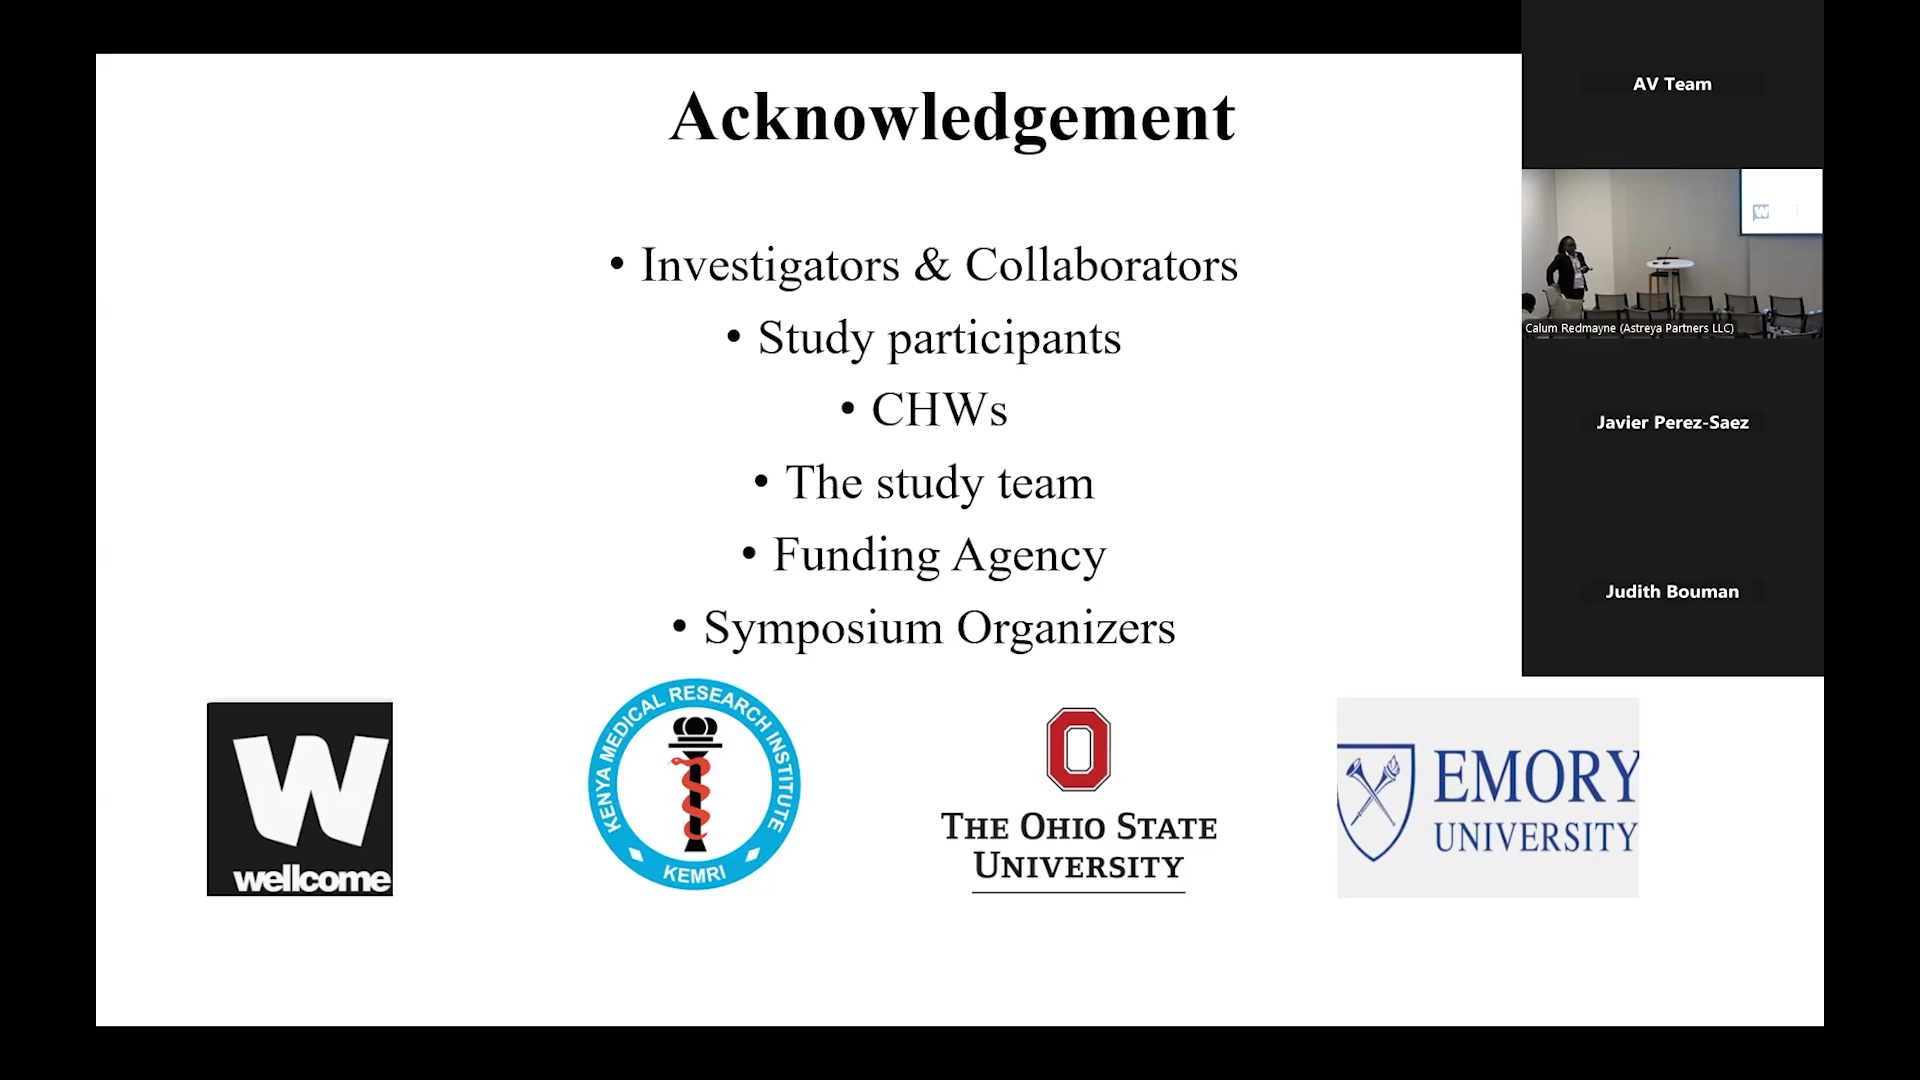 Acknowledgement
• Investigators & Collaborators
• Study participants
• CHWs
• The study team
• Funding Agency
• Symposium Organizers
W
wellcome
KENYA MEDICAL RESEARCH INSTITUTE
KEMRI
O
THE OHIO STATE
UNIVERSITY
EMORY
UNIVERSITY
AV Team
W
Calum Redmayne (Astreya Partners LLC)
Javier Perez-Saez
Judith Bouman